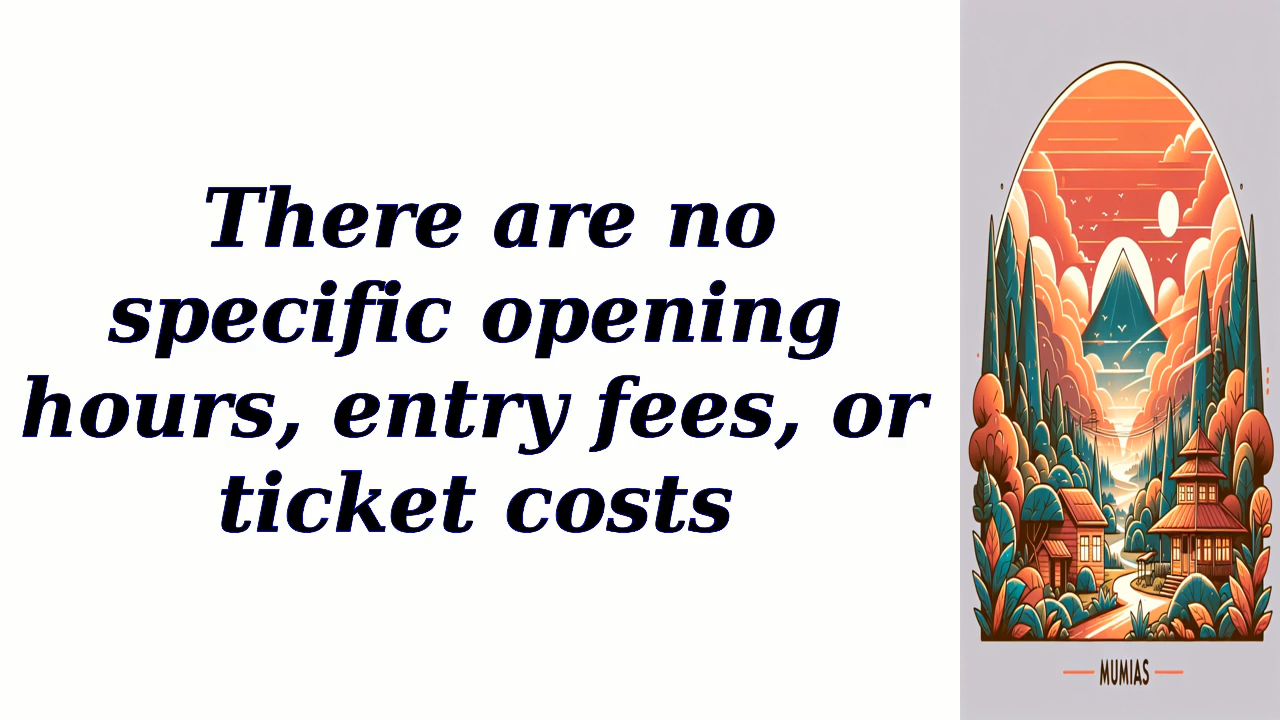 There are no
specific opening
hours, entry fees, or
ticket costs
MUMIAS